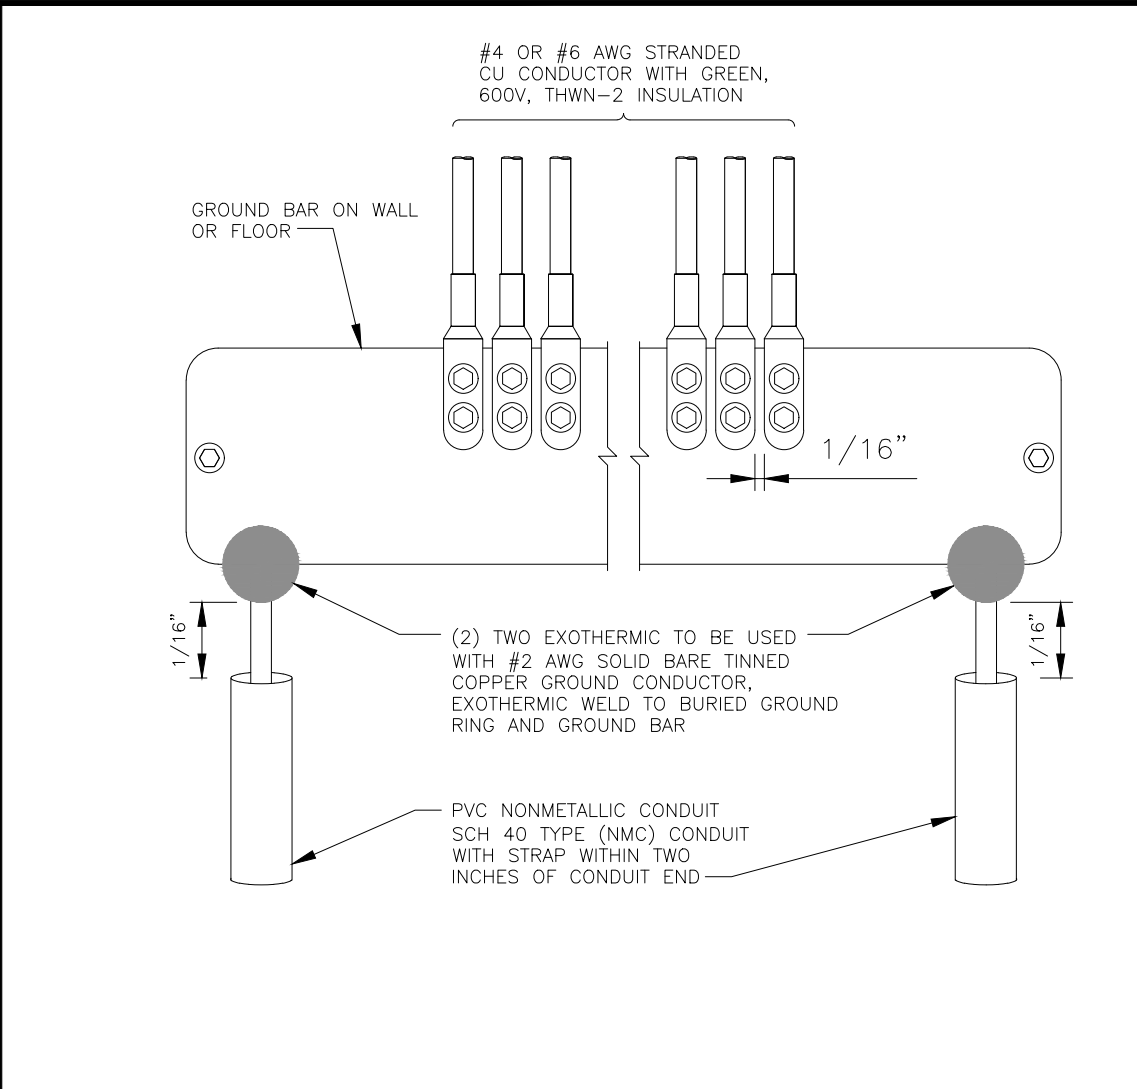 #4 OR #6 AWG STRANDED
CU CONDUCTOR WITH GREEN,
600V, THWN-2 INSULATION
GROUND BAR ON WALL
OR FLOOR
1/16"
1/16"
1/16"
(2) TWO EXOTHERMIC TO BE USED
WITH #2 AWG SOLID BARE TINNED
COPPER GROUND CONDUCTOR,
EXOTHERMIC WELD TO BURIED GROUND
RING AND GROUND BAR
PVC NONMETALLIC CONDUIT
SCH 40 TYPE (NMC) CONDUIT
WITH STRAP WITHIN TWO
INCHES OF CONDUIT END